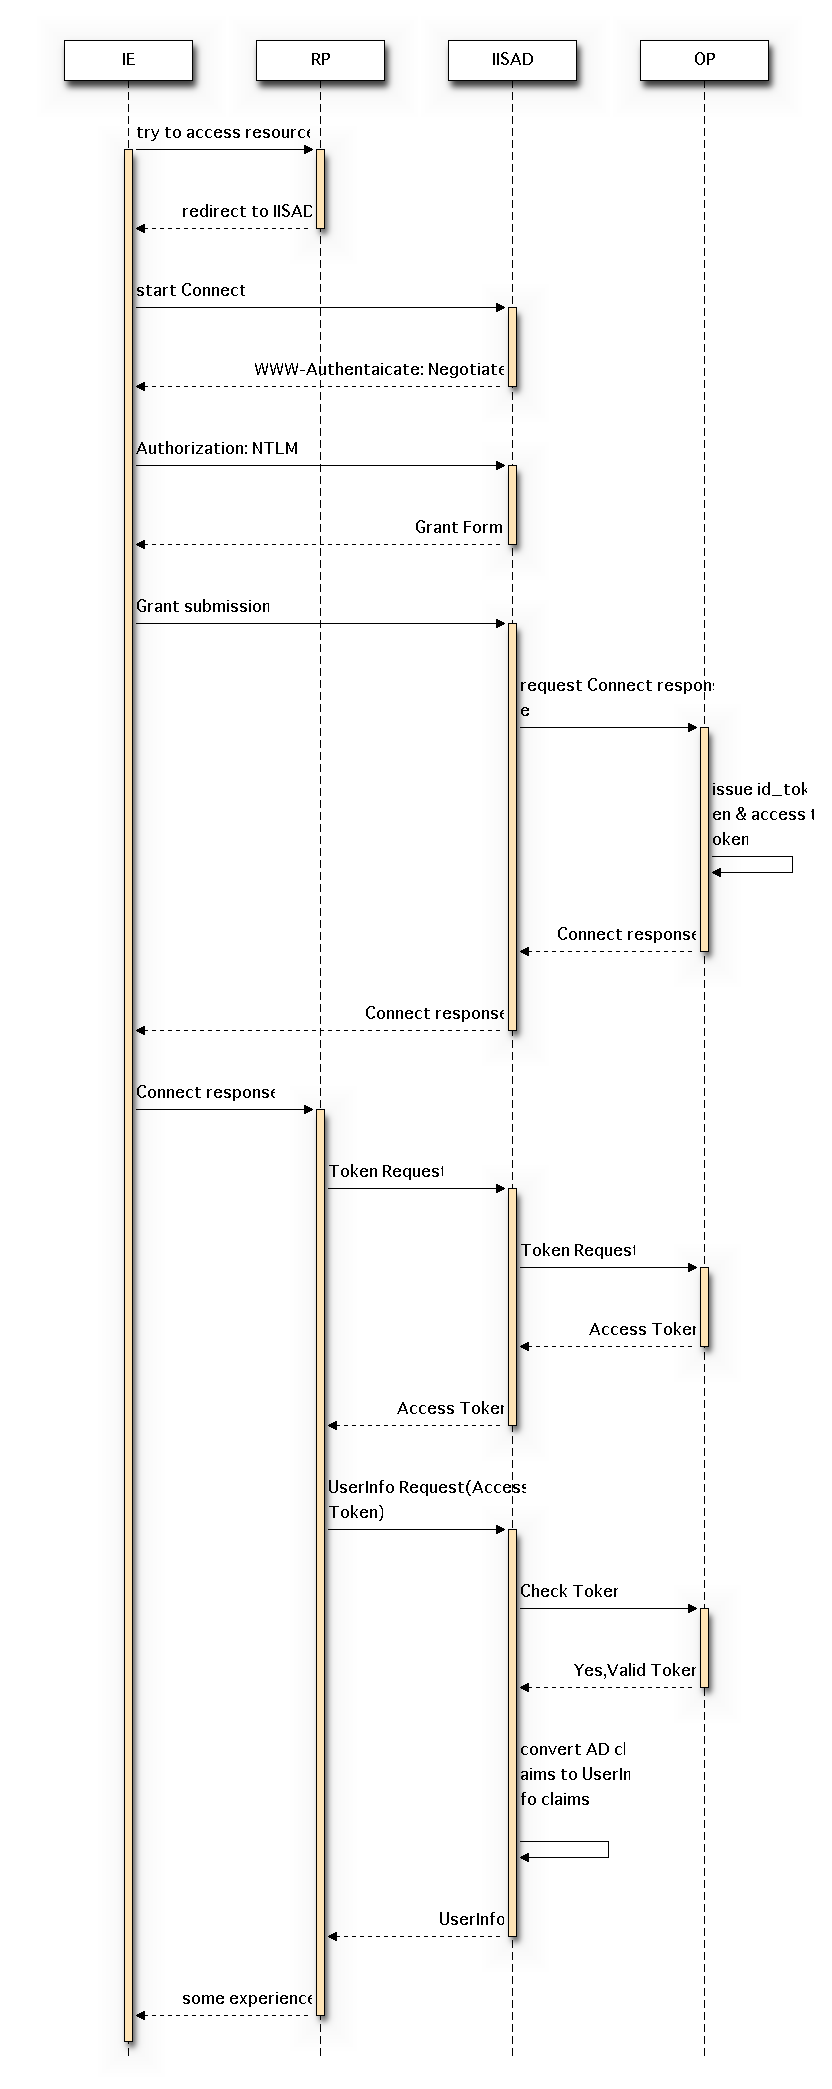 IE
RP
IISAD
OP
try to access resource
redirect to IISAD
start Connect
WWW-Authentaicate: Negotiate
Authorization: NTLM
Grant Form
Grant submission
request Connect respons
e
issue id_tok
en & access t
oken
Connect response
Connect response
Connect response
Token Request
Token Request
Access Token
Access Token
UserInfo Request(Access
Token)
Check Token
Yes,Valid Token
convert AD cl
aims to UserIn
fo claims
UserInfo
some experience